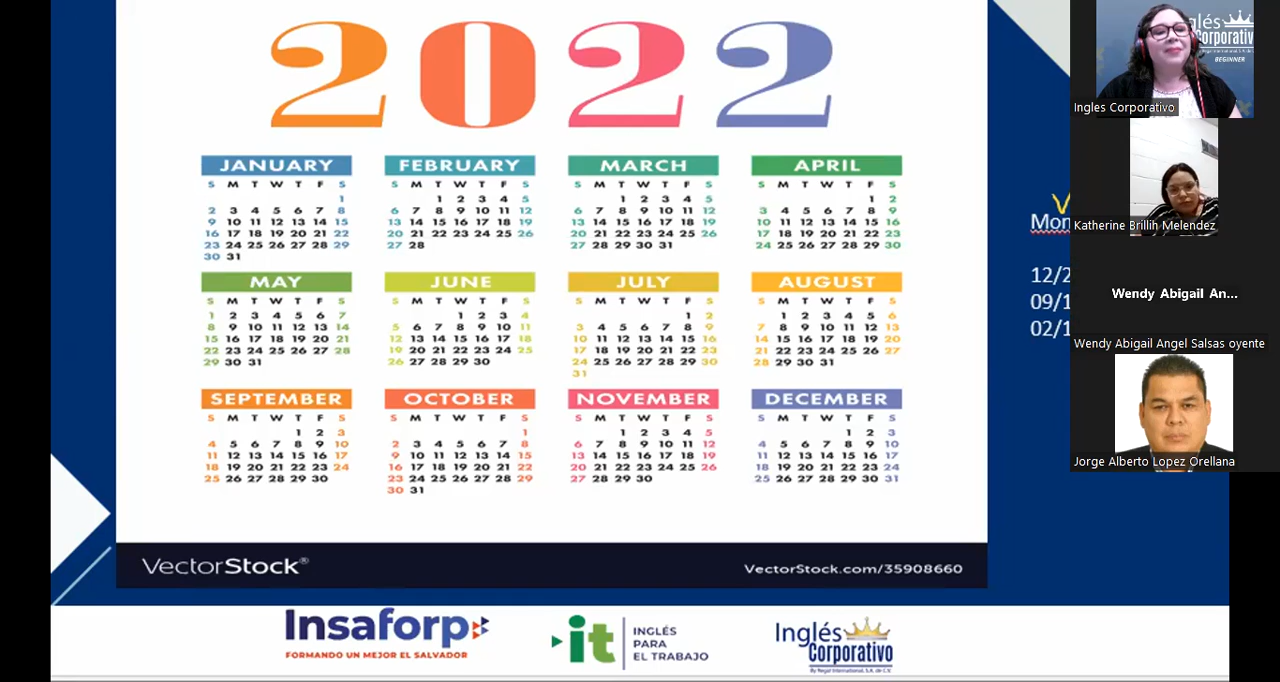 2022
JANUARY FEBRUARY MARCH APRIL
S M T W T F S S M T W T F S S M T W T F S S M T W T F S
1 1 2 3 4 5 1 2 3 4 5 1 2
2 3 4 5 6 7 8 6 7 8 9 10 11 12 6 7 8 9 10 11 12 3 4 5 6 7 8 9
9 10 11 12 13 14 15 13 14 15 16 17 18 19 13 14 15 16 17 18 19 10 11 12 13 14 15 16
16 17 18 19 20 21 22 20 21 22 23 24 25 26 20 21 22 23 24 25 26 17 18 19 20 21 22 23
23 24 25 26 27 28 29 27 28 27 28 29 30 31 24 25 26 27 28 29 30
30 31
MAY JUNE JULY AUGUST
S M T W T F S S M T W T F S S M T W T F S S M T W T F S
1 2 3 4 5 6 7 1 2 3 4 1 2 1 2 3 4 5 6
8 9 10 11 12 13 14 5 6 7 8 9 10 11 3 4 5 6 7 8 9 7 8 9 10 11 12 13
15 16 17 18 19 20 21 12 13 14 15 16 17 18 10 11 12 13 14 15 16 14 15 16 17 18 19 20
22 23 24 25 26 27 28 19 20 21 22 23 24 25 17 18 19 20 21 22 23 21 22 23 24 25 26 27
29 30 31 26 27 28 29 30 24 25 26 27 28 29 30 28 29 30 31
31
SEPTEMBER OCTOBER NOVEMBER DECEMBER
S M T W T F S S M T W T F S S M T W T F S S M T W T F S
1 2 3 1 1 2 3 4 5 1 2 3
4 5 6 7 8 9 10 2 3 4 5 6 7 8 6 7 8 9 10 11 12 4 5 6 7 8 9 10
11 12 13 14 15 16 17 9 10 11 12 13 14 15 13 14 15 16 17 18 19 11 12 13 14 15 16 17
18 19 20 21 22 23 24 16 17 18 19 20 21 22 20 21 22 23 24 25 26 18 19 20 21 22 23 24
25 26 27 28 29 30 23 24 25 26 27 28 29 27 28 29 30 25 26 27 28 29 30 31
30 31
VectorStock® VectorStock.com/35908660
Mon
12/2
09/1
02/1
glés
Corporativ
BEGINNER
Ingles Corporativo
Katherine Brillih Melendez
Wendy Abigail An...
Wendy Abigail Angel Salsas oyente
Jorge Alberto Lopez Orellana
Insaforp
FORMANDO UN MEJOR EL SALVADOR
it
INGLÉS
PARA
EL TRABAJO
Inglés
Corporativo
By Regal International, S.A. de C.V.